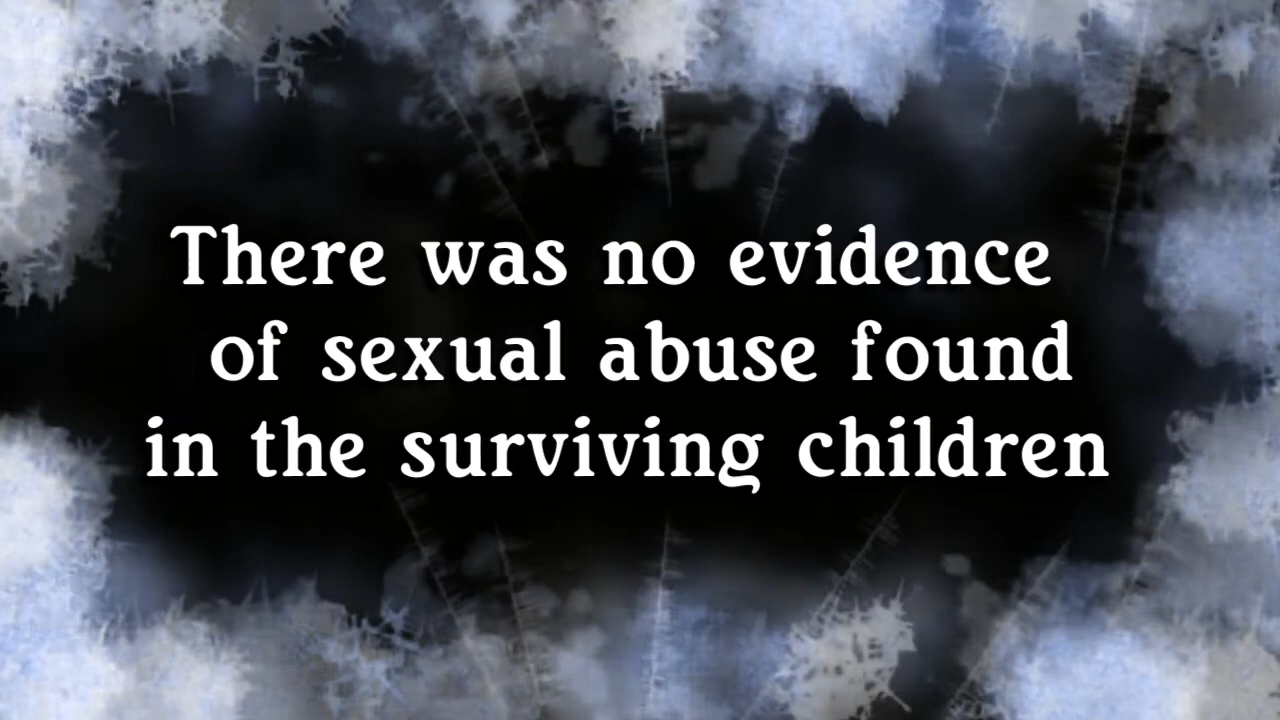 There was no evidence
of sexual abuse found
in the surviving children